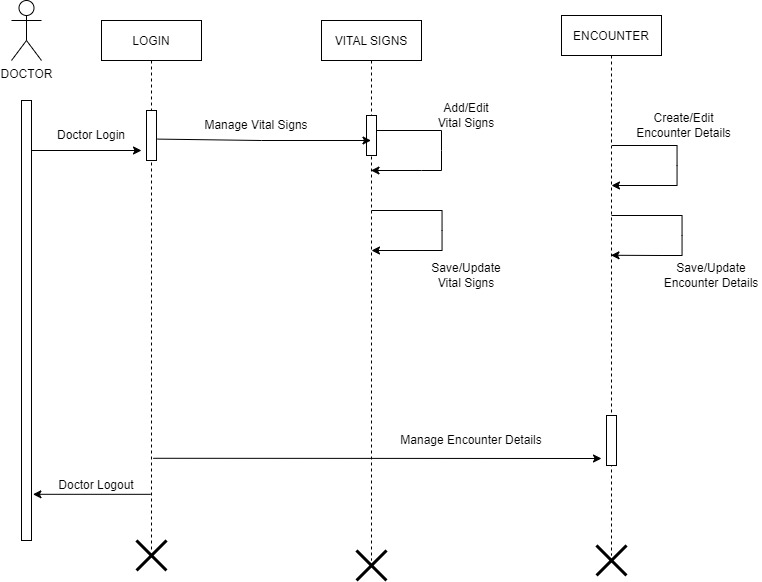 DOCTOR
LOGIN
VITAL SIGNS
ENCOUNTER
Doctor Login
Manage Vital Signs
Add/Edit
Vital Signs
Create/Edit
Encounter Details
Save/Update
Vital Signs
Save/Update
Encounter Details
Manage Encounter Details
Doctor Logout